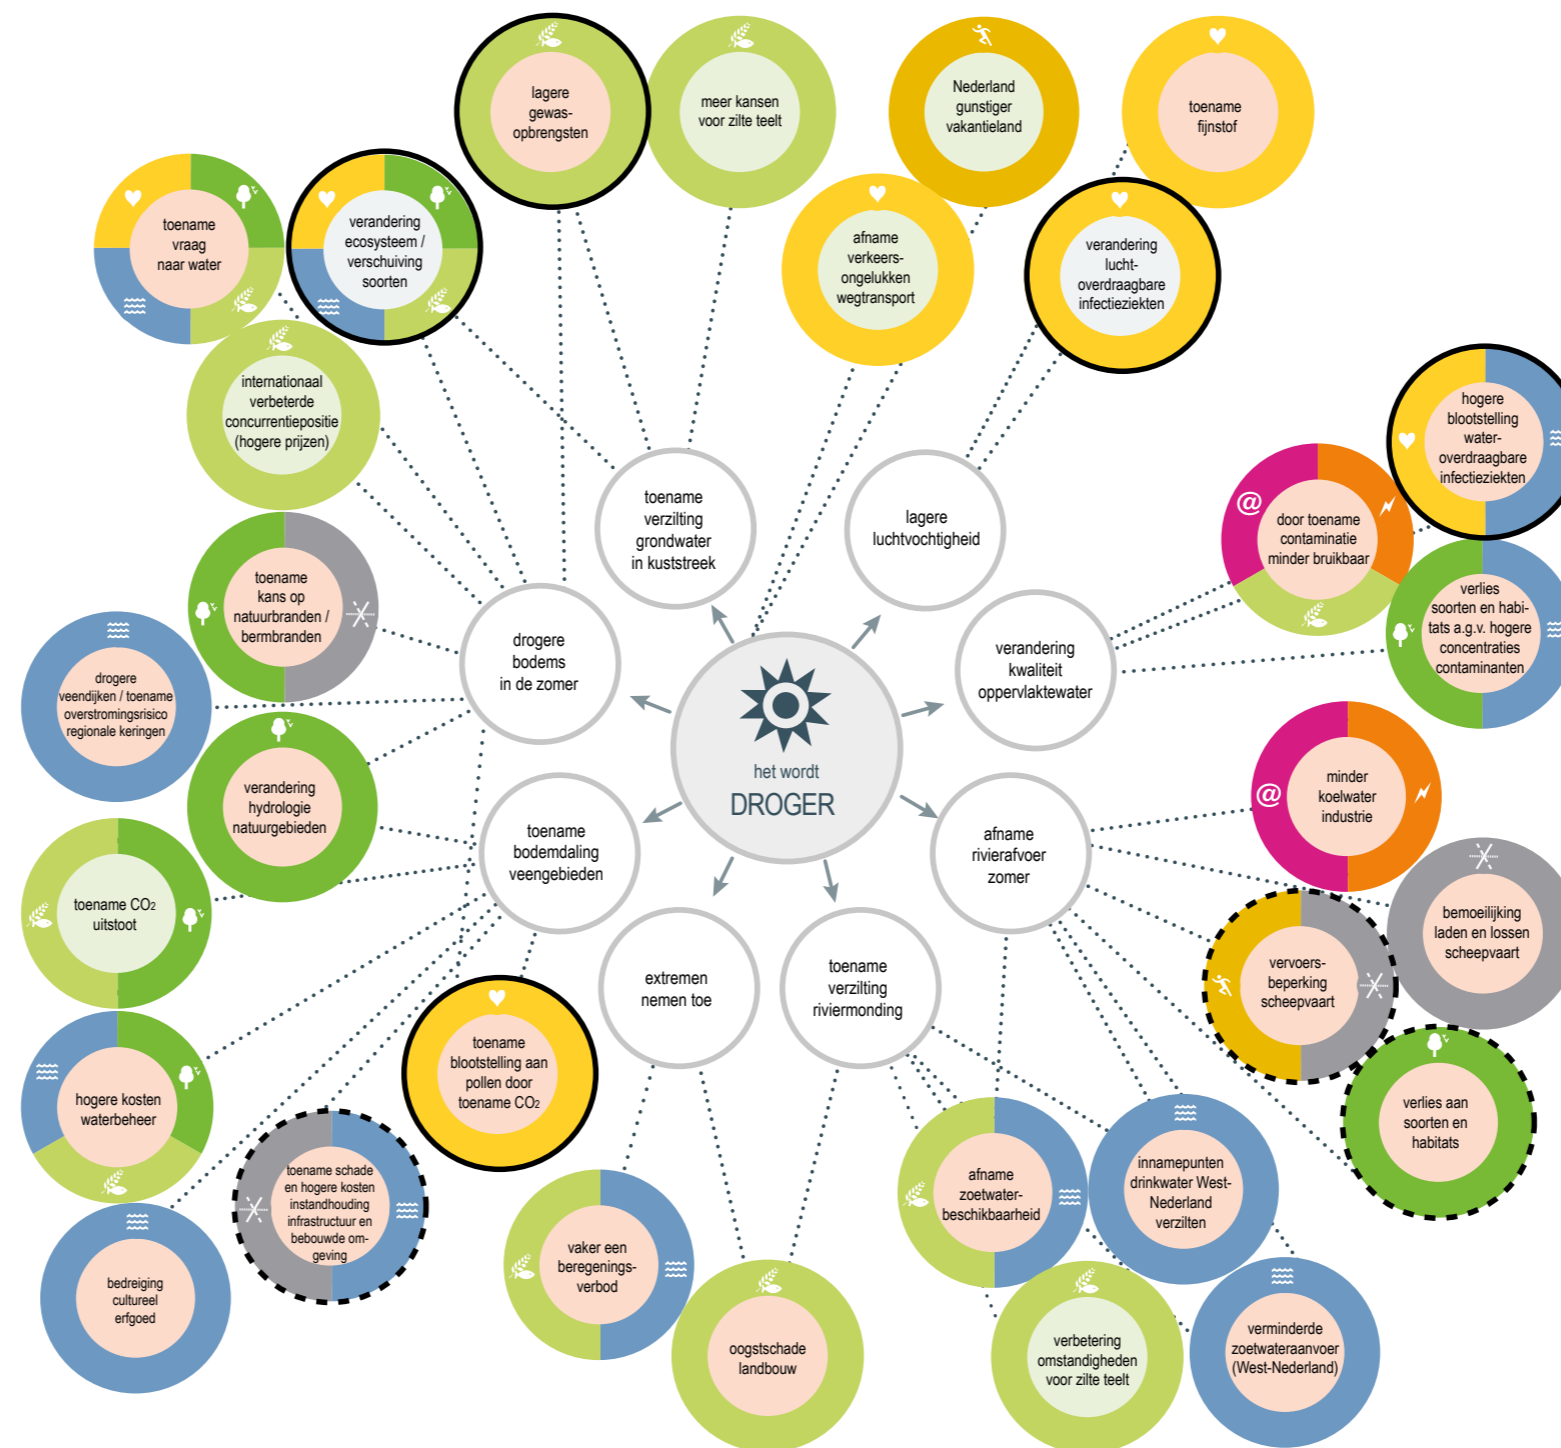 lagere
gewas-
opbrengsten
meer kansen
voor zilte teelt
Nederland
gunstiger
vakantieland
toename
fijnstof
toename
vraag
naar water
verandering
ecosysteem /
verschuiving
soorten
afname
verkeers-
ongelukken
wegtransport
verandering
lucht-
overdraagbare
infectieziekten
internationaal
verbeterde
concurrentiepositie
(hogere prijzen)
hogere
blootstelling
water-
overdraagbare
infectieziekten
toename
verzilting
grondwater
in kuststreek
lagere
luchtvochtigheid
@
door toename
contaminatie
minder bruikbaar
toename
kans op
natuurbranden /
bermbranden
verlies
soorten en habi-
tats a.g.v. hogere
concentraties
contaminanten
drogere
bodems
in de zomer
verandering
kwaliteit
oppervlaktewater
drogere
veendijken / toename
overstromingsrisico
regionale keringen
het wordt
DROGER
verandering
hydrologie
natuurgebieden
@
minder
koelwater
industrie
toename
bodemdaling
veengebieden
afname
rivierafvoer
zomer
toename CO2
uitstoot
bemoeilijking
laden en lossen
scheepvaart
vervoers-
beperking
scheepvaart
extremen
nemen toe
toename
verzilting
riviermonding
toename
blootstelling aan
pollen door
toename CO2
hogere kosten
waterbeheer
verlies aan
soorten en
habitats
toename schade
en hogere kosten
instandhouding
infrastructuur en
bebouwde om-
geving
afname
zoetwater-
beschikbaarheid
innamepunten
drinkwater West-
Nederland
verzilten
vaker een
beregenings-
verbod
bedreiging
cultureel
erfgoed
oogstschade
landbouw
verbetering
omstandigheden
voor zilte teelt
verminderde
zoetwateraanvoer
(West-Nederland)